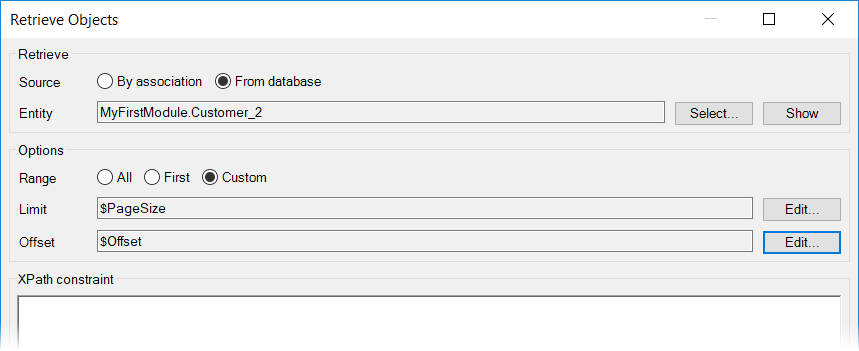 Retrieve Objects
Retrieve
Source By association From database
Entity MyFirstModule.Customer_2 Select... Show
Options
Range All First Custom
Limit $PageSize Edit...
Offset $Offset Edit...
XPath constraint